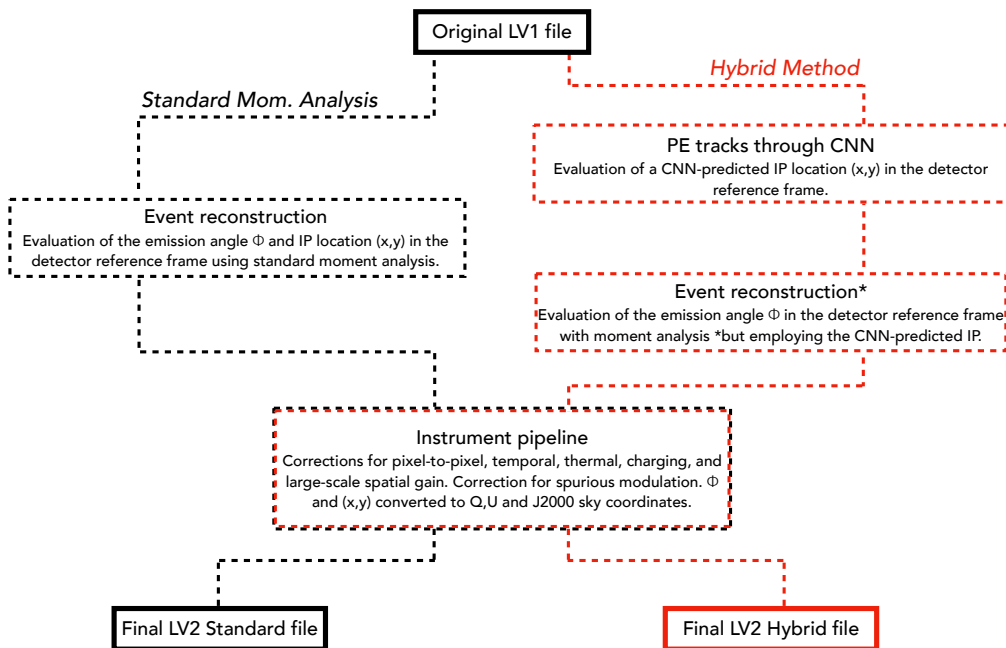 Original LV1 file
Standard Mom. Analysis
Hybrid Method
PE tracks through CNN
Evaluation of a CNN-predicted IP location (x,y) in the detector
reference frame.
Event reconstruction
Evaluation of the emission angle Φ and IP location (x,y) in the
detector reference frame using standard moment analysis.
Event reconstruction*
Evaluation of the emission angle Φ in the detector reference frame
with moment analysis *but employing the CNN-predicted IP.
Instrument pipeline
Corrections for pixel-to-pixel, temporal, thermal, charging, and
large-scale spatial gain. Correction for spurious modulation. Φ
and (x,y) converted to Q,U and J2000 sky coordinates.
Final LV2 Standard file
Final LV2 Hybrid file